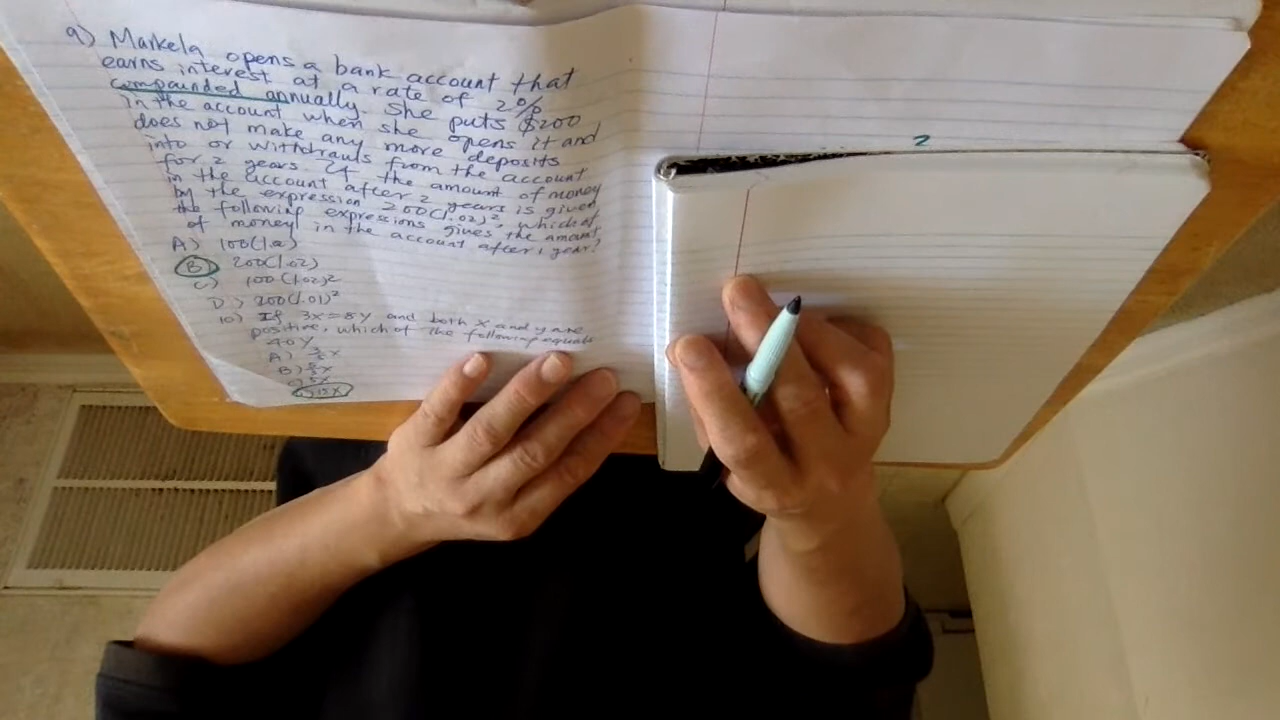 9) Markela opens a bank account that
earns interest at a rate of 2%
compounded annually. She puts $200
in the account when she opens it and
does not make any more deposits
into or withdrawls from the account
for 2 years. If the amount of money
in the account after 2 years is given
by the expression 200(1.02)², which of
the following expressions gives the amount
of money in the account after 1 year?
A) 100(1.02)
B) 200(1.02)
C) 100(1.02)²
D) 200(1.01)²
10) If 3x=8y and both x and y are
positive, which of the following equals
40y
A)
B)
C) 5x
15x
2